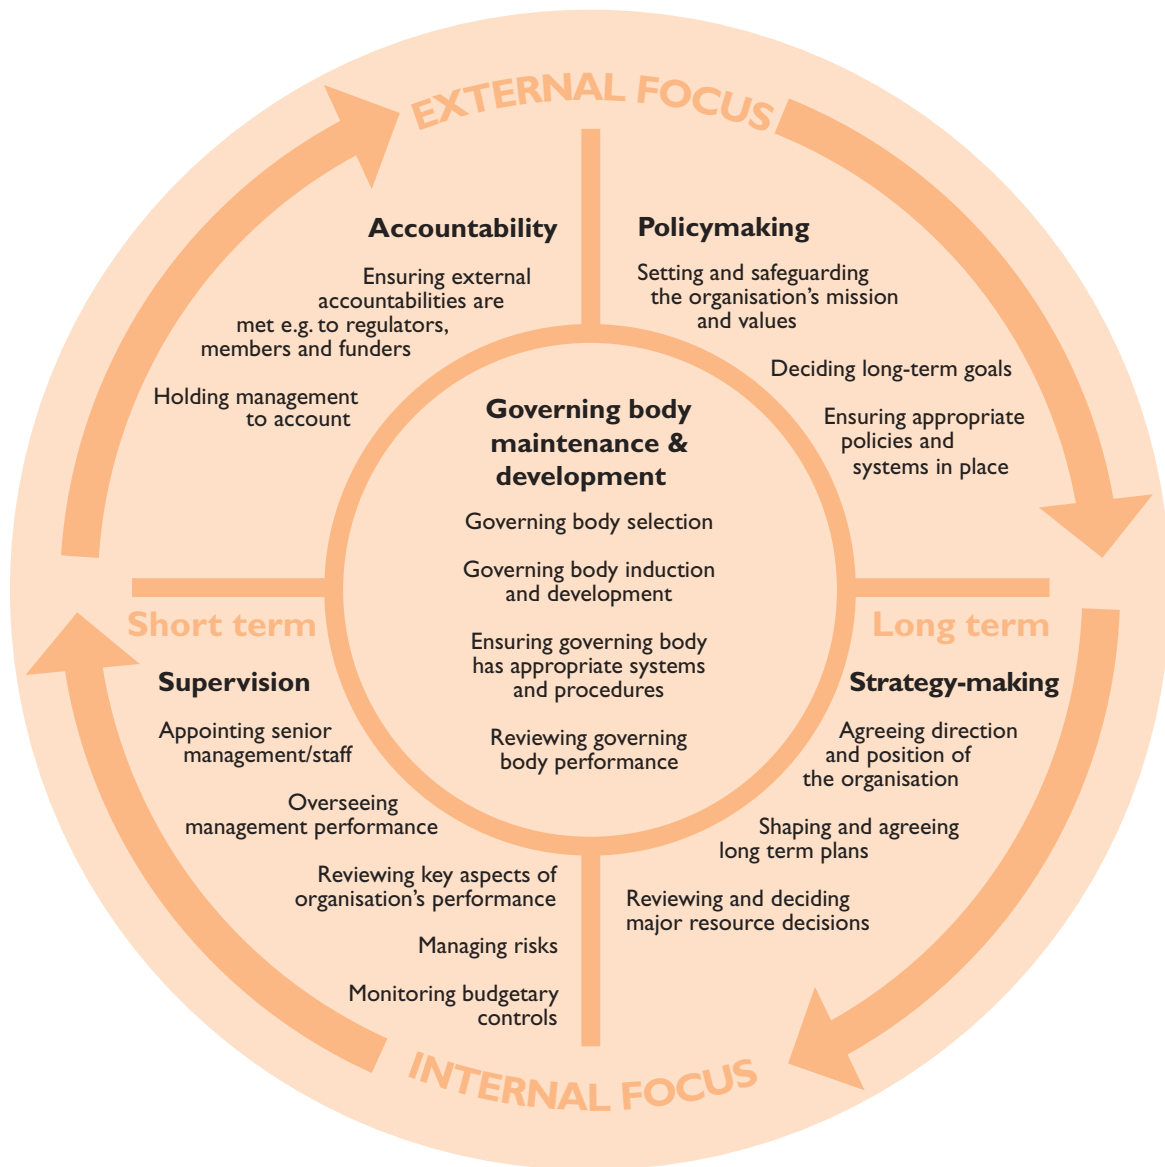 EXTERNAL FOCUS
Accountability
Ensuring external
accountabilities are
met e.g. to regulators,
members and funders
Holding management
to account
Policymaking
Setting and safeguarding
the organisation’s mission
and values
Deciding long-term goals
Ensuring appropriate
policies and
systems in place
Governing body
maintenance &
development
Governing body selection
Governing body induction
and development
Ensuring governing body
has appropriate systems
and procedures
Reviewing governing
body performance
Short term
Long term
Supervision
Appointing senior
management/staff
Overseeing
management performance
Reviewing key aspects of
organisation’s performance
Managing risks
Monitoring budgetary
controls
Strategy-making
Agreeing direction
and position of
the organisation
Shaping and agreeing
long term plans
Reviewing and deciding
major resource decisions
INTERNAL FOCUS